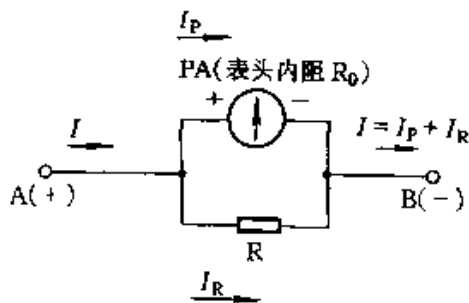 I_P
PA(表头内阻 R_0)
+ −
I
I = I_P + I_R
A(+)
B(−)
R
I_R